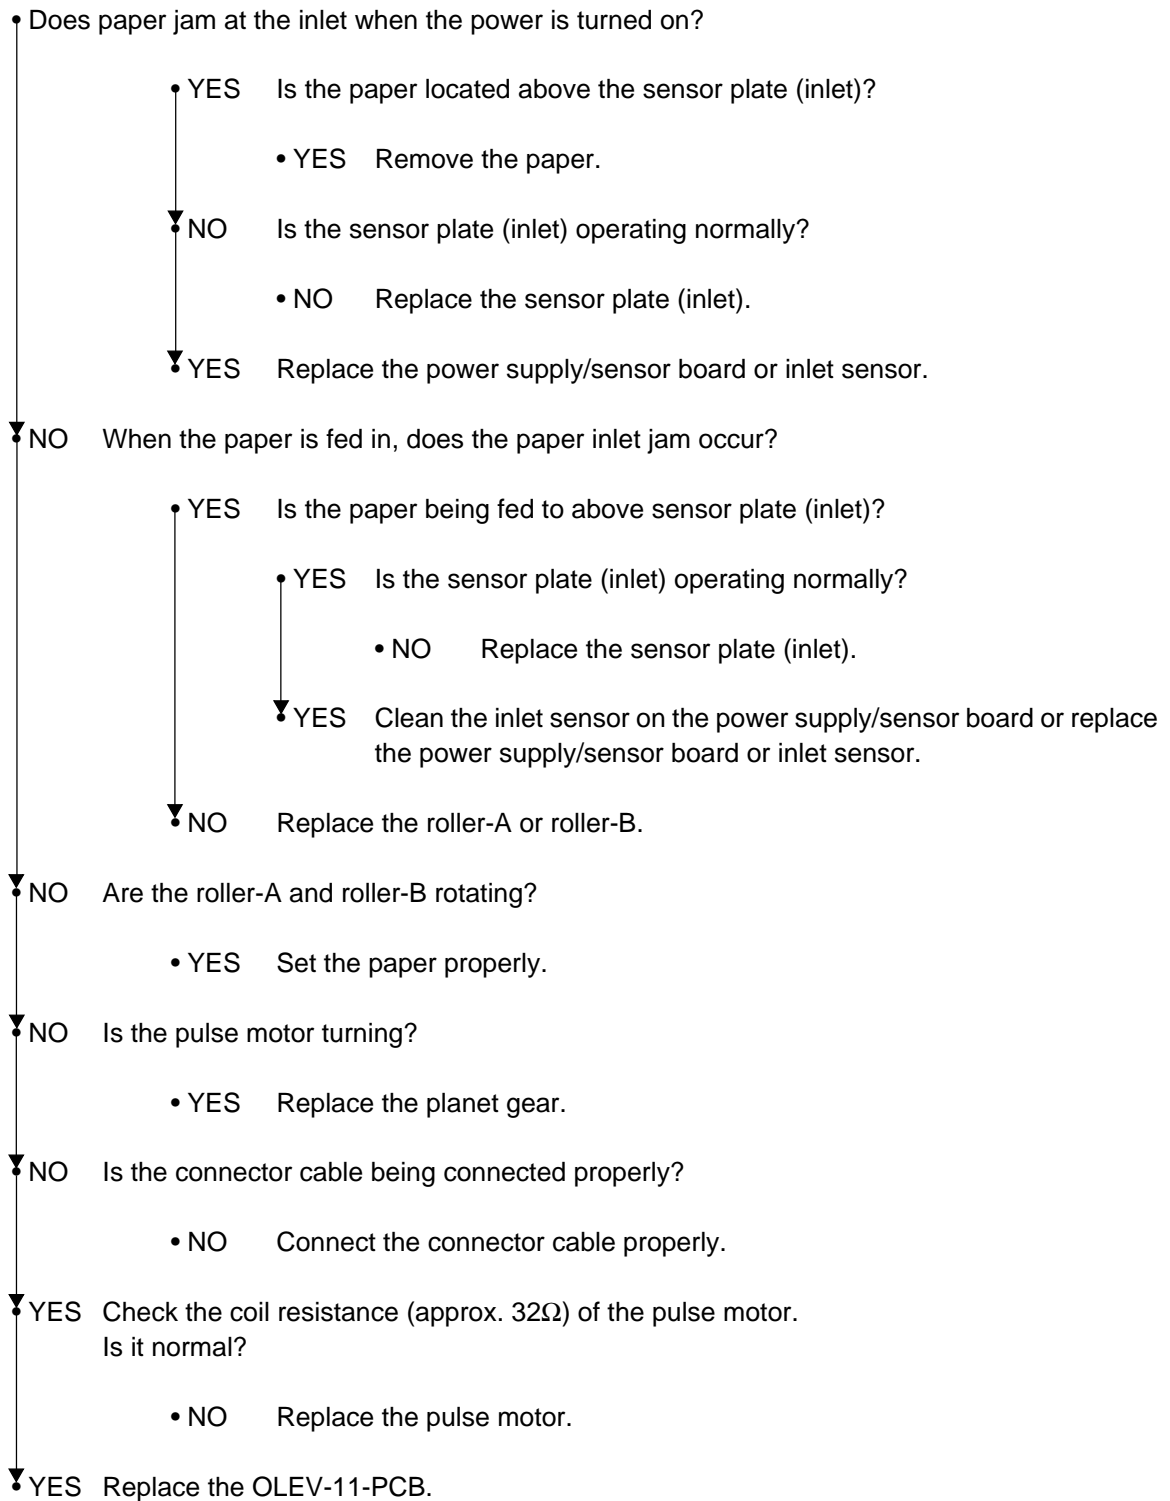 • Does paper jam at the inlet when the power is turned on?
• YES Is the paper located above the sensor plate (inlet)?
• YES Remove the paper.
• NO Is the sensor plate (inlet) operating normally?
• NO Replace the sensor plate (inlet).
• YES Replace the power supply/sensor board or inlet sensor.
• NO When the paper is fed in, does the paper inlet jam occur?
• YES Is the paper being fed to above sensor plate (inlet)?
• YES Is the sensor plate (inlet) operating normally?
• NO Replace the sensor plate (inlet).
• YES Clean the inlet sensor on the power supply/sensor board or replace
the power supply/sensor board or inlet sensor.
• NO Replace the roller-A or roller-B.
• NO Are the roller-A and roller-B rotating?
• YES Set the paper properly.
• NO Is the pulse motor turning?
• YES Replace the planet gear.
• NO Is the connector cable being connected properly?
• NO Connect the connector cable properly.
• YES Check the coil resistance (approx. 32Ω) of the pulse motor.
Is it normal?
• NO Replace the pulse motor.
• YES Replace the OLEV-11-PCB.